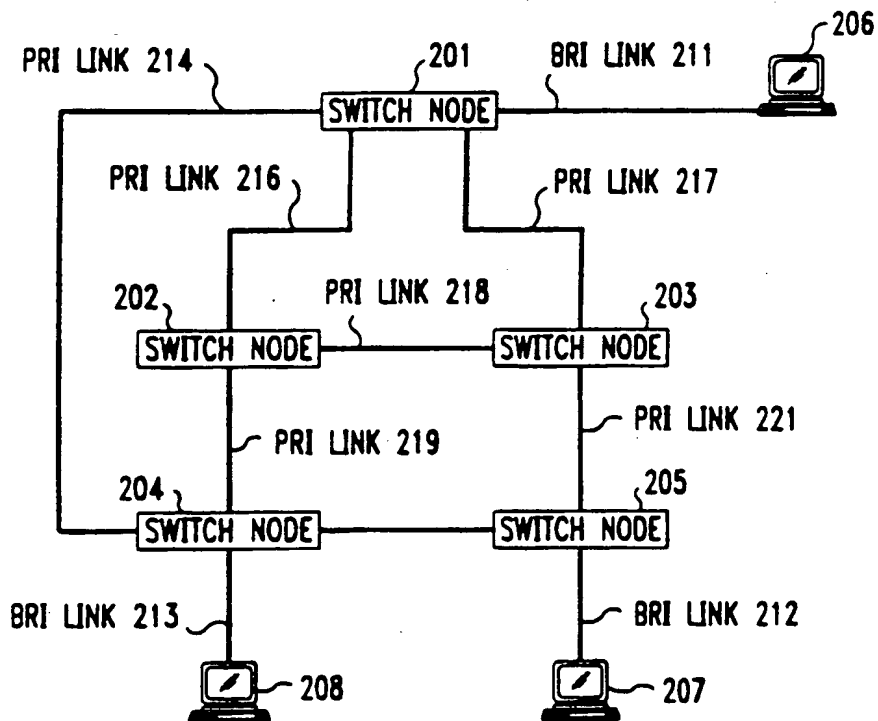 206
PRI LINK 214
201
BRI LINK 211
SWITCH NODE
PRI LINK 216
PRI LINK 217
202
PRI LINK 218
203
SWITCH NODE
SWITCH NODE
PRI LINK 219
PRI LINK 221
204
205
SWITCH NODE
SWITCH NODE
BRI LINK 213
BRI LINK 212
208
207